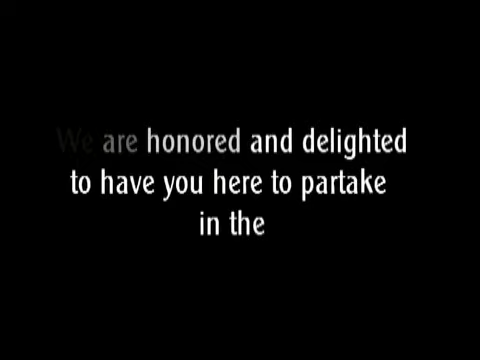 We are honored and delighted
to have you here to partake
in the